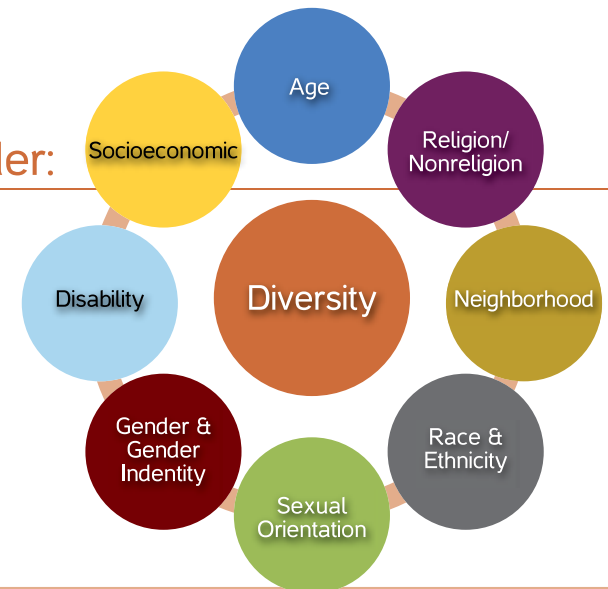 Age
Religion/
Nonreligion
Socioeconomic
der:
Disability
Diversity
Neighborhood
Gender &
Gender
Indentity
Race &
Ethnicity
Sexual
Orientation